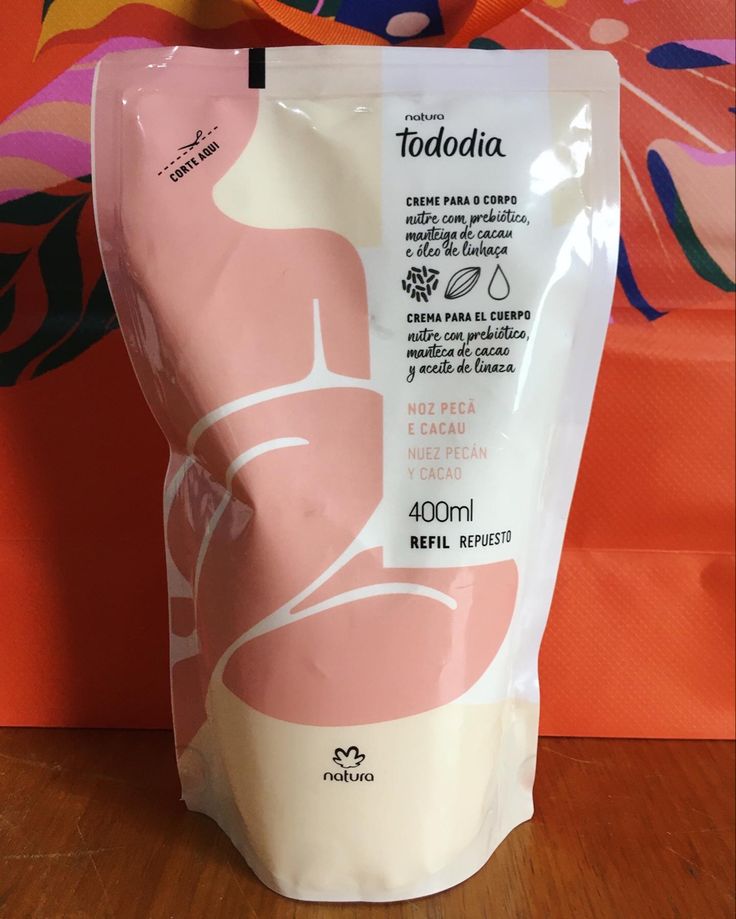 CORTE AQUI
natura
Tododia
CREME PARA O CORPO
nutre com prebiótico,
manteiga de cacau
e óleo de linhaça
CREMA PARA EL CUERPO
nutre con prebiótico,
manteca de cacao
y aceite de linaza
NOZ PECÃ
E CACAU
NUEZ PECÁN
Y CACAO
400ml
REFIL REPUESTO
natura